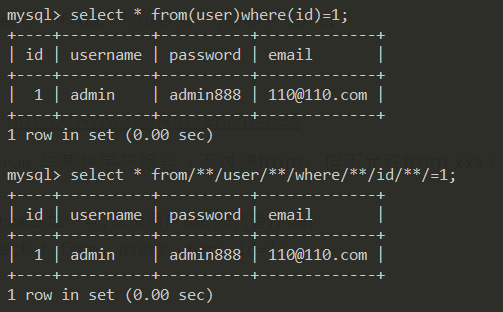 mysql> select * from(user)where(id)=1;
+----+----------+----------+-------------+
| id | username | password | email       |
+----+----------+----------+-------------+
|  1 | admin    | admin888 | 110@110.com |
+----+----------+----------+-------------+
1 row in set (0.00 sec)
mysql> select * from/**/user/**/where/**/id/**/=1;
+----+----------+----------+-------------+
| id | username | password | email       |
+----+----------+----------+-------------+
|  1 | admin    | admin888 | 110@110.com |
+----+----------+----------+-------------+
1 row in set (0.00 sec)